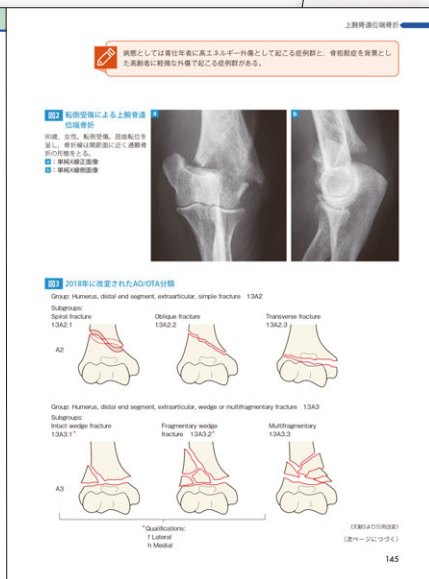 上腕骨遠位端骨折
病態としては青壮年者に高エネルギー外傷として起こる症例群と，骨粗鬆症を背景とし
た高齢者に軽微な外傷で起こる症例群がある。
図2 転倒受傷による上腕骨遠
位端骨折
80歳，女性。転倒受傷。屈曲転位を
呈し，骨折線は関節面に近く通顆骨
折の形態をとる。
a：単純X線正面像
b：単純X線側面像
a
b
図3 2018年に改変されたAO/OTA分類
Group: Humerus, distal end segment, extraarticular, simple fracture 13A2
Subgroups:
Spiral fracture
13A2.1
Oblique fracture
13A2.2
Transverse fracture
13A2.3
A2
Group: Humerus, distal end segment, extraarticular, wedge or multifragmentary fracture 13A3
Subgroups:
Intact wedge fracture
13A3.1*
Fragmentary wedge
fracture 13A3.2*
Multifragmentary
13A3.3
A3
*Qualifications:
f Lateral
h Medial
（次ページにつづく）
145